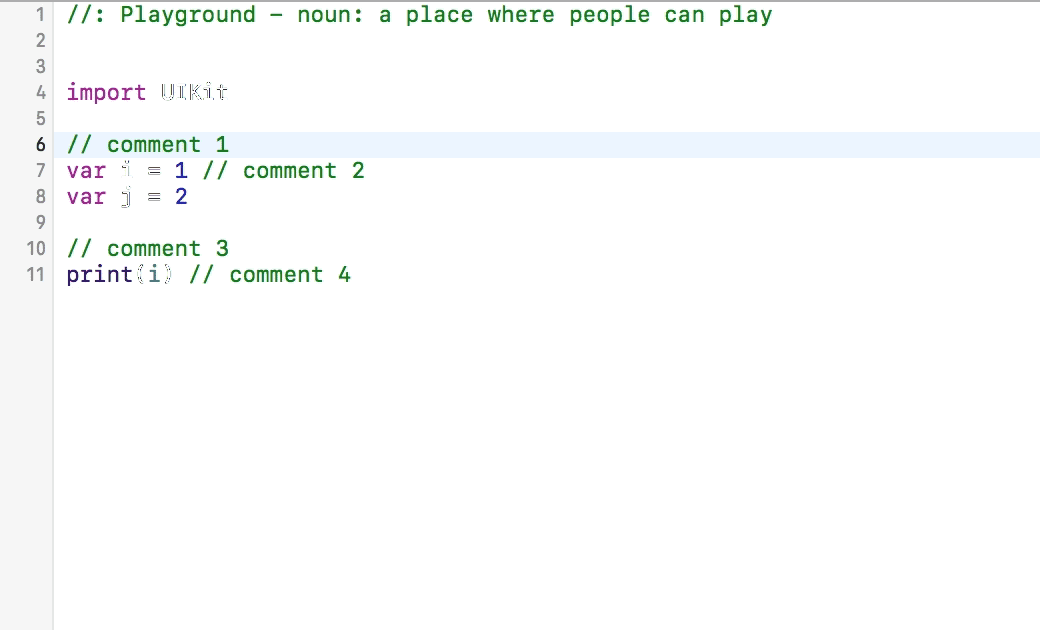 1 //: Playground – noun: a place where people can play
2
3
4 import UIKit
5
6 // comment 1
7 var i = 1 // comment 2
8 var j = 2
9
10 // comment 3
11 print(i) // comment 4